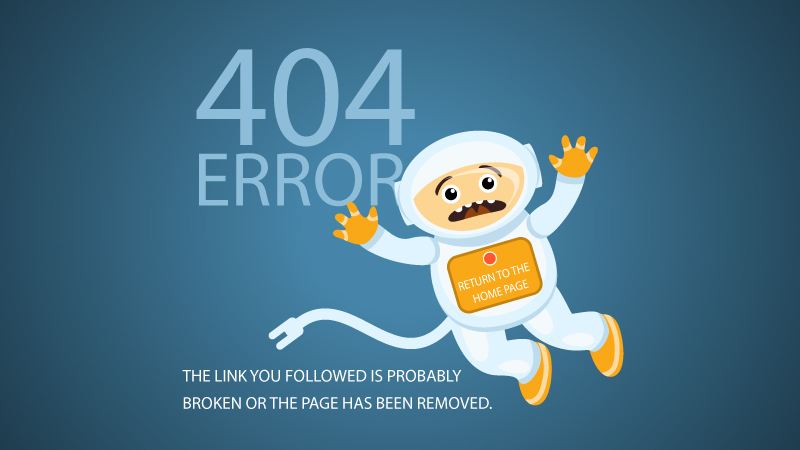 404
ERROR
RETURN TO THE
HOME PAGE
THE LINK YOU FOLLOWED IS PROBABLY
BROKEN OR THE PAGE HAS BEEN REMOVED.